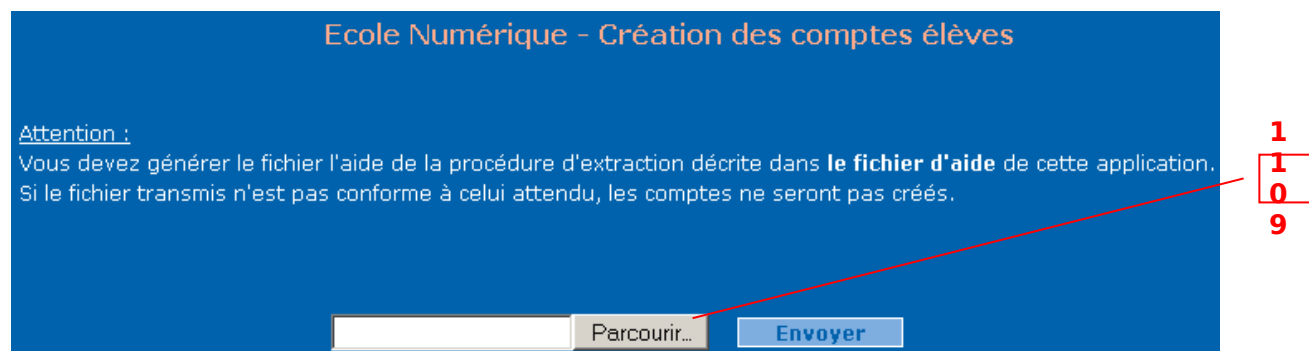 Ecole Numérique - Création des comptes élèves
Attention :
Vous devez générer le fichier l'aide de la procédure d'extraction décrite dans le fichier d'aide de cette application.
Si le fichier transmis n'est pas conforme à celui attendu, les comptes ne seront pas créés.
1
1
0
9
Parcourir... Envoyer